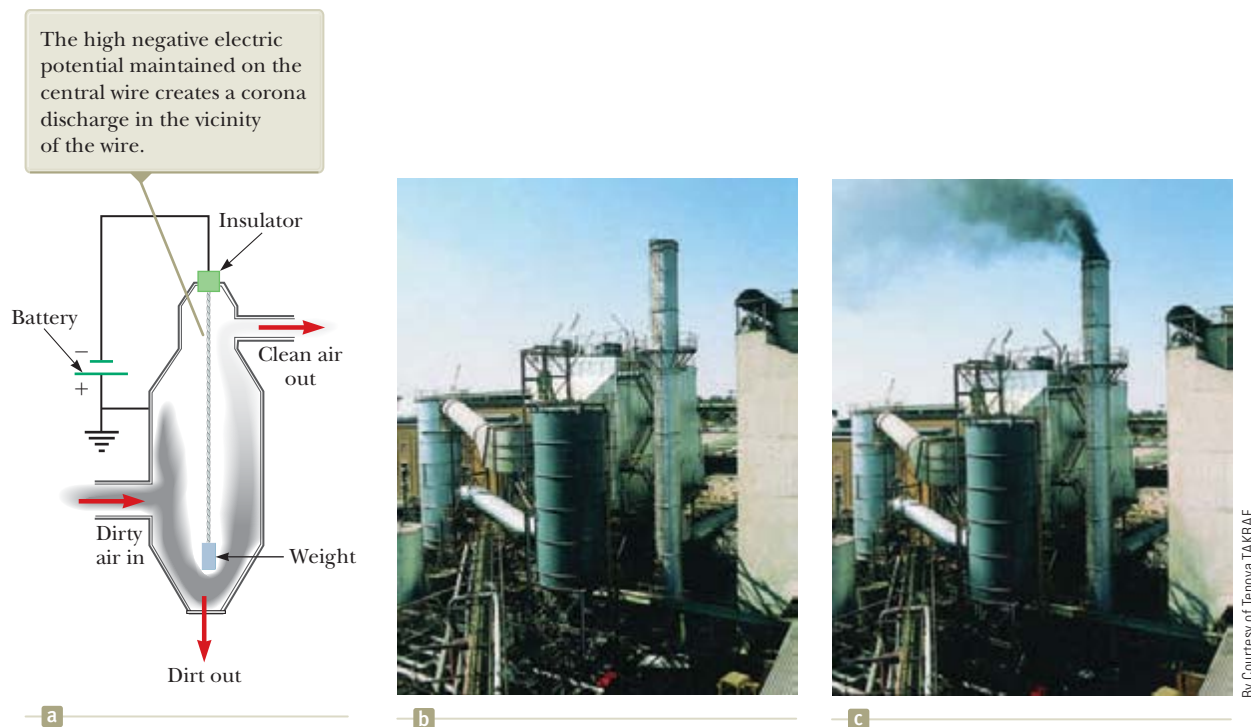 The high negative electric
potential maintained on the
central wire creates a corona
discharge in the vicinity
of the wire.
Insulator
Battery
−
+
Clean air
out
Dirty
air in
Weight
Dirt out
a
b
c
By Courtesy of Tenova TAKRAF